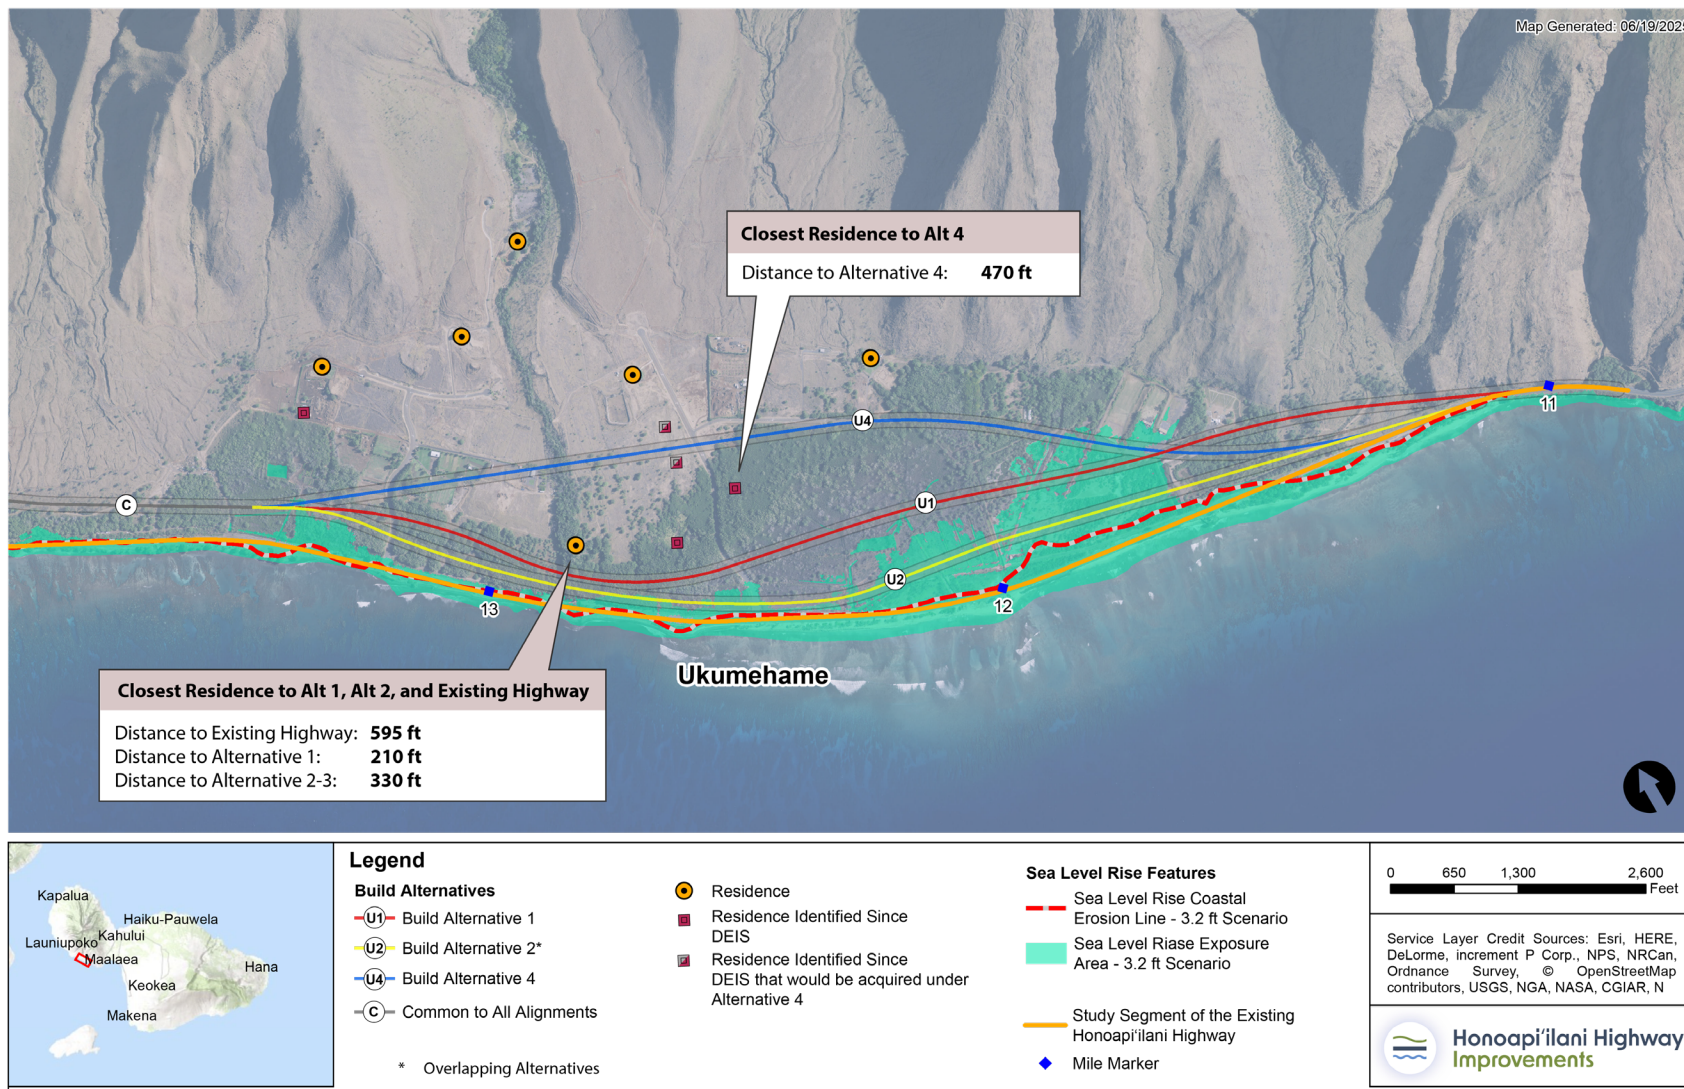 Map Generated: 06/19/2025
Closest Residence to Alt 4
Distance to Alternative 4: 470 ft
U4
11
C
U1
U2
13
12
Ukumehame
Closest Residence to Alt 1, Alt 2, and Existing Highway
Distance to Existing Highway: 595 ft
Distance to Alternative 1: 210 ft
Distance to Alternative 2-3: 330 ft
Kapalua
Haiku-Pauwela
Kahului
Launiupoko
Maalaea
Hana
Keokea
Makena
Legend
Build Alternatives
U1 Build Alternative 1
U2 Build Alternative 2*
U4 Build Alternative 4
C Common to All Alignments
* Overlapping Alternatives
Residence
Residence Identified Since
DEIS
Residence Identified Since
DEIS that would be acquired under
Alternative 4
Sea Level Rise Features
Sea Level Rise Coastal
Erosion Line - 3.2 ft Scenario
Sea Level Riase Exposure
Area - 3.2 ft Scenario
Study Segment of the Existing
Honoapiʻilani Highway
Mile Marker
0 650 1,300 2,600
Feet
Service Layer Credit Sources: Esri, HERE,
DeLorme, increment P Corp., NPS, NRCan,
Ordnance Survey, © OpenStreetMap
contributors, USGS, NGA, NASA, CGIAR, N
Honoapiʻilani Highway
Improvements